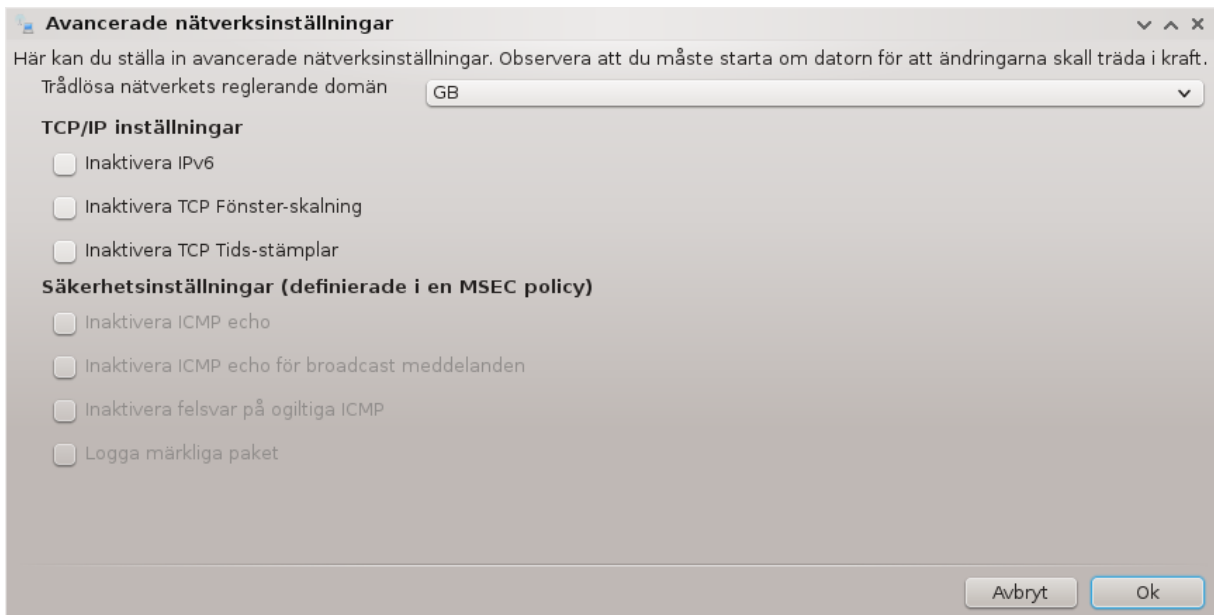 Avancerade nätverksinställningar
Här kan du ställa in avancerade nätverksinställningar. Observera att du måste starta om datorn för att ändringarna skall träda i kraft.
Trådlösa nätverkets reglerande domän GB
TCP/IP inställningar
Inaktivera IPv6
Inaktivera TCP Fönster-skalning
Inaktivera TCP Tids-stämplar
Säkerhetsinställningar (definierade i en MSEC policy)
Inaktivera ICMP echo
Inaktivera ICMP echo för broadcast meddelanden
Inaktivera felsvar på ogiltiga ICMP
Logga märkliga paket
Avbryt Ok